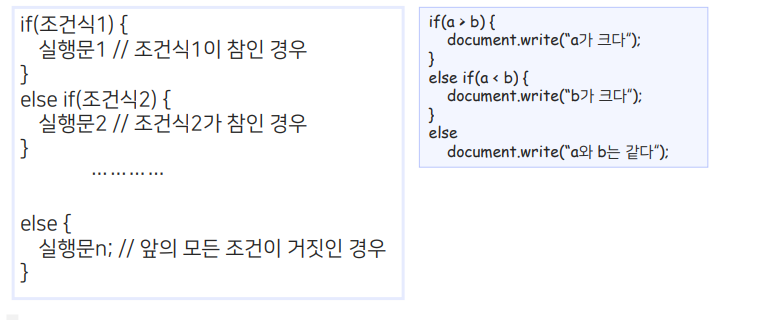 if(조건식1) {
실행문1 // 조건식1이 참인 경우
}
else if(조건식2) {
실행문2 // 조건식2가 참인 경우
}
…………
else {
실행문n; // 앞의 모든 조건이 거짓인 경우
}
if(a > b) {
document.write(“a가 크다”);
}
else if(a < b) {
document.write(“b가 크다”);
}
else
document.write(“a와 b는 같다”);